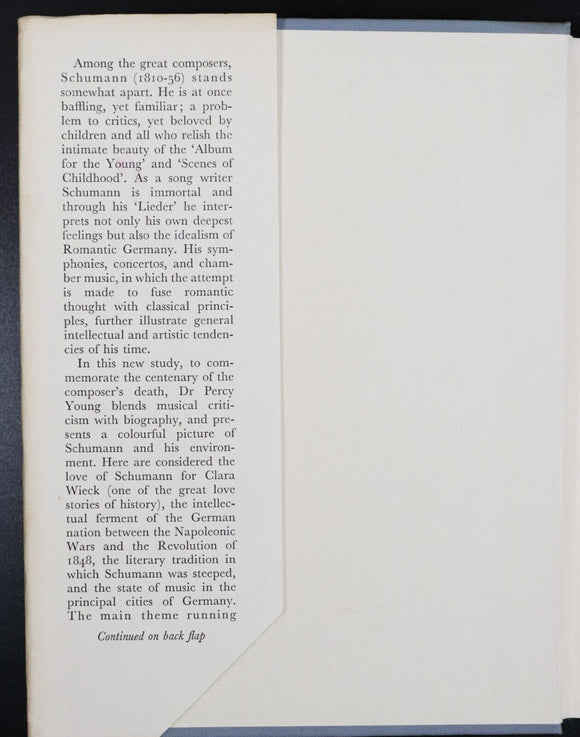 Among the great composers,
Schumann (1810-56) stands
somewhat apart. He is at once
baffling, yet familiar; a prob-
lem to critics, yet beloved by
children and all who relish the
intimate beauty of the ‘Album
for the Young’ and ‘Scenes of
Childhood’. As a song writer
Schumann is immortal and
through his ‘Lieder’ he inter-
prets not only his own deepest
feelings but also the idealism of
Romantic Germany. His sym-
phonies, concertos, and cham-
ber music, in which the attempt
is made to fuse romantic
thought with classical princi-
ples, further illustrate general
intellectual and artistic tenden-
cies of his time.
In this new study, to com-
memorate the centenary of the
composer’s death, Dr Percy
Young blends musical criti-
cism with biography, and pre-
sents a colourful picture of
Schumann and his environ-
ment. Here are considered the
love of Schumann for Clara
Wieck (one of the great love
stories of history), the intellec-
tual ferment of the German
nation between the Napoleonic
Wars and the Revolution of
1848, the literary tradition in
which Schumann was steeped,
and the state of music in the
principal cities of Germany.
The main theme running
Continued on back flap